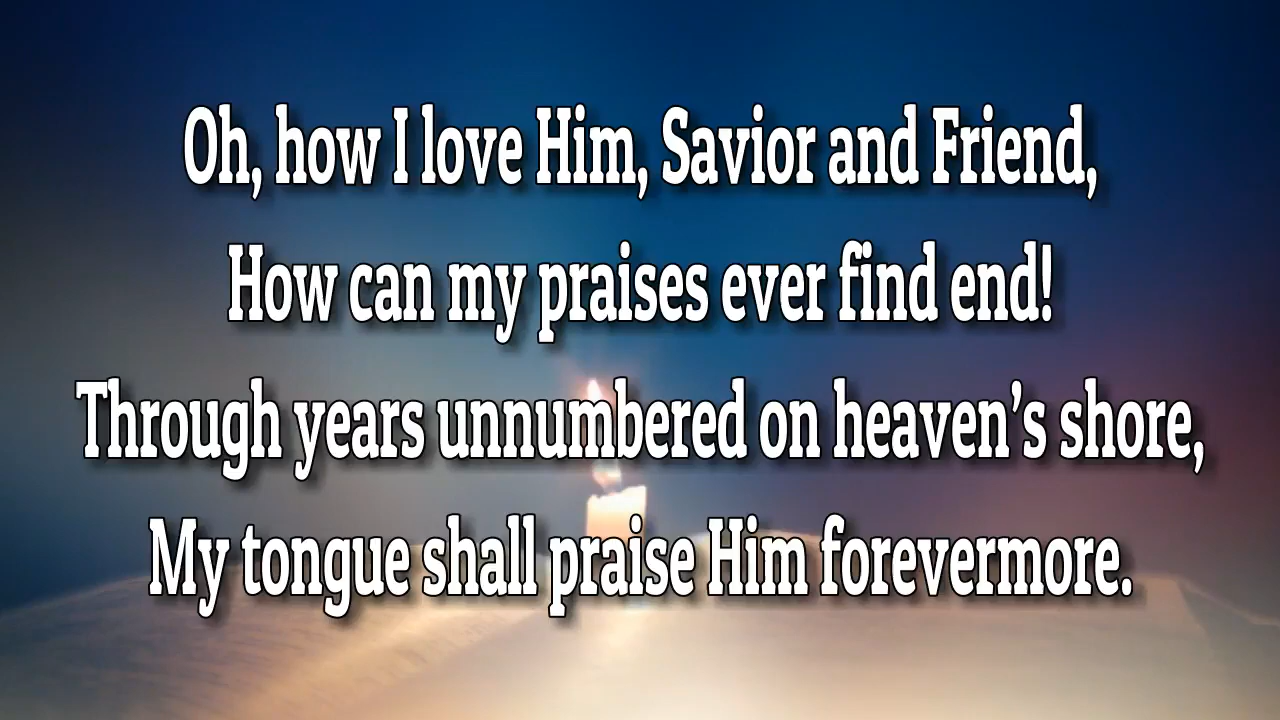 Oh, how I love Him, Savior and Friend,
How can my praises ever find end!
Through years unnumbered on heaven’s shore,
My tongue shall praise Him forevermore.